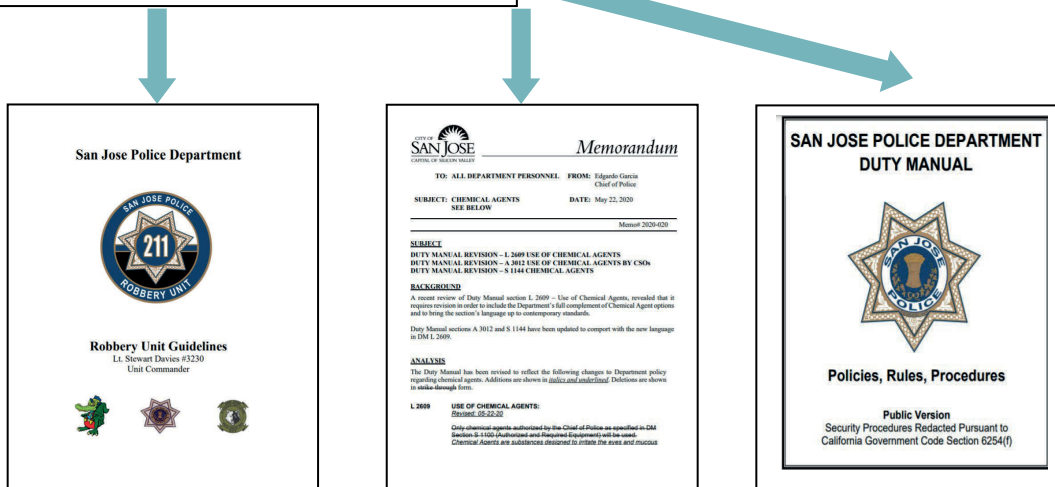 San Jose Police Department
SAN JOSE POLICE
211
ROBBERY UNIT
Robbery Unit Guidelines
Lt. Stewart Davies #3230
Unit Commander
CITY OF
SAN JOSE
CAPITAL OF SILICON VALLEY
Memorandum
TO: ALL DEPARTMENT PERSONNEL FROM: Edgardo Garcia
Chief of Police
SUBJECT: CHEMICAL AGENTS DATE: May 22, 2020
SEE BELOW
Memo# 2020-020
SUBJECT
DUTY MANUAL REVISION – L 2609 USE OF CHEMICAL AGENTS
DUTY MANUAL REVISION – A 3012 USE OF CHEMICAL AGENTS BY CSOs
DUTY MANUAL REVISION – S 1144 CHEMICAL AGENTS
BACKGROUND
A recent review of Duty Manual section L 2609 – Use of Chemical Agents, revealed that it
requires revision in order to include the Department's full complement of Chemical Agent options
and to bring the section's language up to contemporary standards.
Duty Manual sections A 3012 and S 1144 have been updated to comport with the new language
in DM L 2609.
ANALYSIS
The Duty Manual has been revised to reflect the following changes to Department policy
regarding chemical agents. Additions are shown in italics and underlined. Deletions are shown
in strike through form.
L 2609 USE OF CHEMICAL AGENTS:
Revised: 05-22-20
Only chemical agents authorized by the Chief of Police as specified in DM
Section S 1100 (Authorized and Required Equipment) will be used.
Chemical Agents are substances designed to irritate the eyes and mucous
SAN JOSE POLICE DEPARTMENT
DUTY MANUAL
SAN JOSE
POLICE
Policies, Rules, Procedures
Public Version
Security Procedures Redacted Pursuant to
California Government Code Section 6254(f)